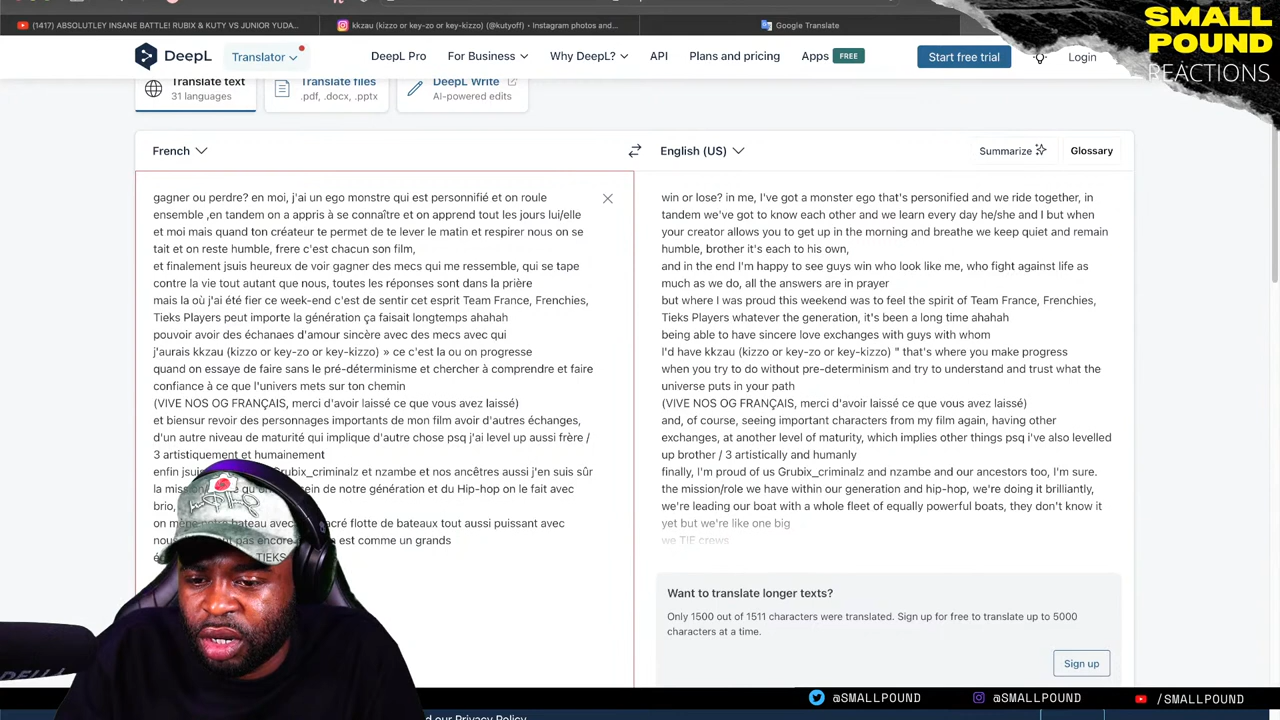 (1417) ABSOLUTLEY INSANE BATTLE! RUBIX & KUTY VS JUNIOR YUDA...
kkzau (kizzo or key-zo or key-kizzo) (@kutyoff) • Instagram photos and...
Google Translate
SMALL
POUND
REACTIONS
DeepL
Translator
DeepL Pro
For Business
Why DeepL?
API
Plans and pricing
Apps
FREE
Start free trial
Login
Translate text
31 languages
Translate files
.pdf, .docx, .pptx
DeepL Write
AI-powered edits
French
English (US)
Summarize
Glossary
gagner ou perdre? en moi, j'ai un ego monstre qui est personnifié et on roule
ensemble ,en tandem on a appris à se connaître et on apprend tout les jours lui/elle
et moi mais quand ton créateur te permet de te lever le matin et respirer nous on se
tait et on reste humble, frere c'est chacun son film,
et finalement jsuis heureux de voir gagner des mecs qui me ressemble, qui se tape
contre la vie tout autant que nous, toutes les réponses sont dans la prière
mais la où j'ai été fier ce week-end c'est de sentir cet esprit Team France, Frenchies,
Tieks Players peut importe la génération ça faisait longtemps ahahah
pouvoir avoir des échanaes d'amour sincère avec des mecs avec qui
j'aurais kkzau (kizzo or key-zo or key-kizzo) » ce c'est la ou on progresse
quand on essaye de faire sans le pré-déterminisme et chercher à comprendre et faire
confiance à ce que l'univers mets sur ton chemin
(VIVE NOS OG FRANÇAIS, merci d'avoir laissé ce que vous avez laissé)
et biensur revoir des personnages importants de mon film avoir d'autres échanges,
d'un autre niveau de maturité qui implique d'autre chose psq j'ai level up aussi frère /
3 artistiquement et humainement
enfin jsuis Grubix_criminalz et nzambe et nos ancêtres aussi j'en suis sûr
la mission/ qu' sein de notre génération et du Hip-hop on le fait avec
brio,
on mène bateau avec acré flotte de bateaux tout aussi puissant avec
nous pas encore est comme un grands
TIEKS
win or lose? in me, I've got a monster ego that's personified and we ride together, in
tandem we've got to know each other and we learn every day he/she and I but when
your creator allows you to get up in the morning and breathe we keep quiet and remain
humble, brother it's each to his own,
and in the end I'm happy to see guys win who look like me, who fight against life as
much as we do, all the answers are in prayer
but where I was proud this weekend was to feel the spirit of Team France, Frenchies,
Tieks Players whatever the generation, it's been a long time ahahah
being able to have sincere love exchanges with guys with whom
I'd have kkzau (kizzo or key-zo or key-kizzo) " that's where you make progress
when you try to do without pre-determinism and try to understand and trust what the
universe puts in your path
(VIVE NOS OG FRANÇAIS, merci d'avoir laissé ce que vous avez laissé)
and, of course, seeing important characters from my film again, having other
exchanges, at another level of maturity, which implies other things psq i've also levelled
up brother / 3 artistically and humanly
finally, I'm proud of us Grubix_criminalz and nzambe and our ancestors too, I'm sure.
the mission/role we have within our generation and hip-hop, we're doing it brilliantly,
we're leading our boat with a whole fleet of equally powerful boats, they don't know it
yet but we're like one big
we TIE crows
Want to translate longer texts?
Only 1500 out of 1511 characters were translated. Sign up for free to translate up to 5000
characters at a time.
Sign up
@SMALLPOUND
@SMALLPOUND
/SMALLPOUND
d our Privacy Policy